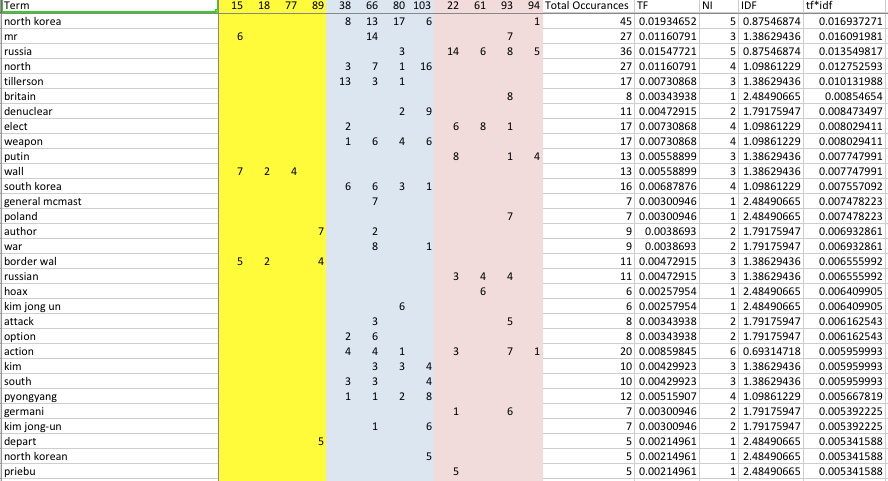 Term 15 18 77 89 38 66 80 103 22 61 93 94 Total Occurances TF NI IDF tf*idf
north korea 8 13 17 6 1 45 0.01934652 5 0.87546874 0.016937271
mr 6 14 7 27 0.01160791 3 1.38629436 0.016091981
russia 3 14 6 8 5 36 0.01547721 5 0.87546874 0.013549817
north 3 7 1 16 27 0.01160791 4 1.09861229 0.012752593
tillerson 13 3 1 17 0.00730868 3 1.38629436 0.010131988
britain 8 8 0.00343938 1 2.48490665 0.00854654
denuclear 2 9 11 0.00472915 2 1.79175947 0.008473497
elect 2 6 8 1 17 0.00730868 4 1.09861229 0.008029411
weapon 1 6 4 6 17 0.00730868 4 1.09861229 0.008029411
putin 8 1 4 13 0.00558899 3 1.38629436 0.007747991
wall 7 2 4 13 0.00558899 3 1.38629436 0.007747991
south korea 6 6 3 1 16 0.00687876 4 1.09861229 0.007557092
general mcmast 7 7 0.00300946 1 2.48490665 0.007478223
poland 7 7 0.00300946 1 2.48490665 0.007478223
author 7 2 9 0.0038693 2 1.79175947 0.006932861
war 8 1 9 0.0038693 2 1.79175947 0.006932861
border wal 5 2 4 11 0.00472915 3 1.38629436 0.006555992
russian 3 4 4 11 0.00472915 3 1.38629436 0.006555992
hoax 6 6 0.00257954 1 2.48490665 0.006409905
kim jong un 6 6 0.00257954 1 2.48490665 0.006409905
attack 3 5 8 0.00343938 2 1.79175947 0.006162543
option 2 6 8 0.00343938 2 1.79175947 0.006162543
action 4 4 1 3 7 1 20 0.00859845 6 0.69314718 0.005959993
kim 3 3 4 10 0.00429923 3 1.38629436 0.005959993
south 3 3 4 10 0.00429923 3 1.38629436 0.005959993
pyongyang 1 1 2 8 12 0.00515907 4 1.09861229 0.005667819
germani 1 6 7 0.00300946 2 1.79175947 0.005392225
kim jong-un 1 6 7 0.00300946 2 1.79175947 0.005392225
depart 5 5 0.00214961 1 2.48490665 0.005341588
north korean 5 5 0.00214961 1 2.48490665 0.005341588
priebu 5 5 0.00214961 1 2.48490665 0.005341588